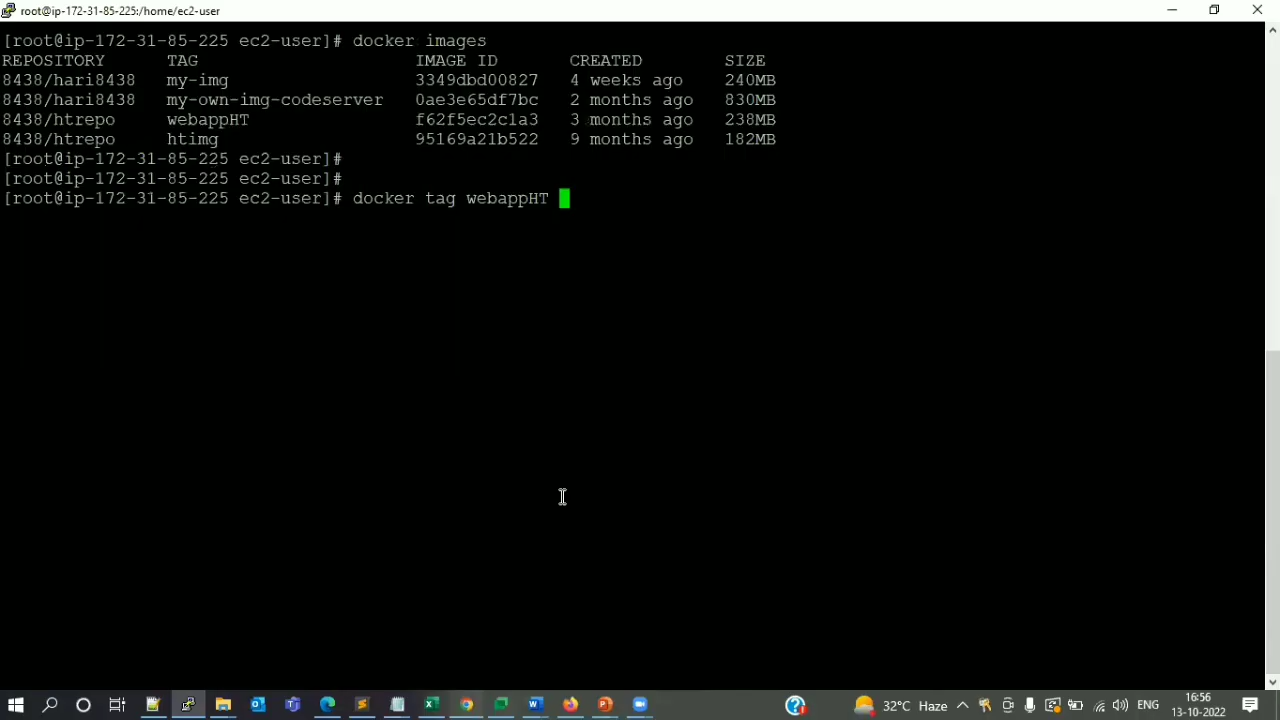 root@ip-172-31-85-225:/home/ec2-user
[root@ip-172-31-85-225 ec2-user]# docker images
REPOSITORY TAG IMAGE ID CREATED SIZE
8438/hari8438 my-img 3349dbd00827 4 weeks ago 240MB
8438/hari8438 my-own-img-codeserver 0ae3e65df7bc 2 months ago 830MB
8438/htrepo webappHT f62f5ec2c1a3 3 months ago 238MB
8438/htrepo htimg 95169a21b522 9 months ago 182MB
[root@ip-172-31-85-225 ec2-user]#
[root@ip-172-31-85-225 ec2-user]#
[root@ip-172-31-85-225 ec2-user]# docker tag webappHT
32°C Haze ENG
16:56
13-10-2022